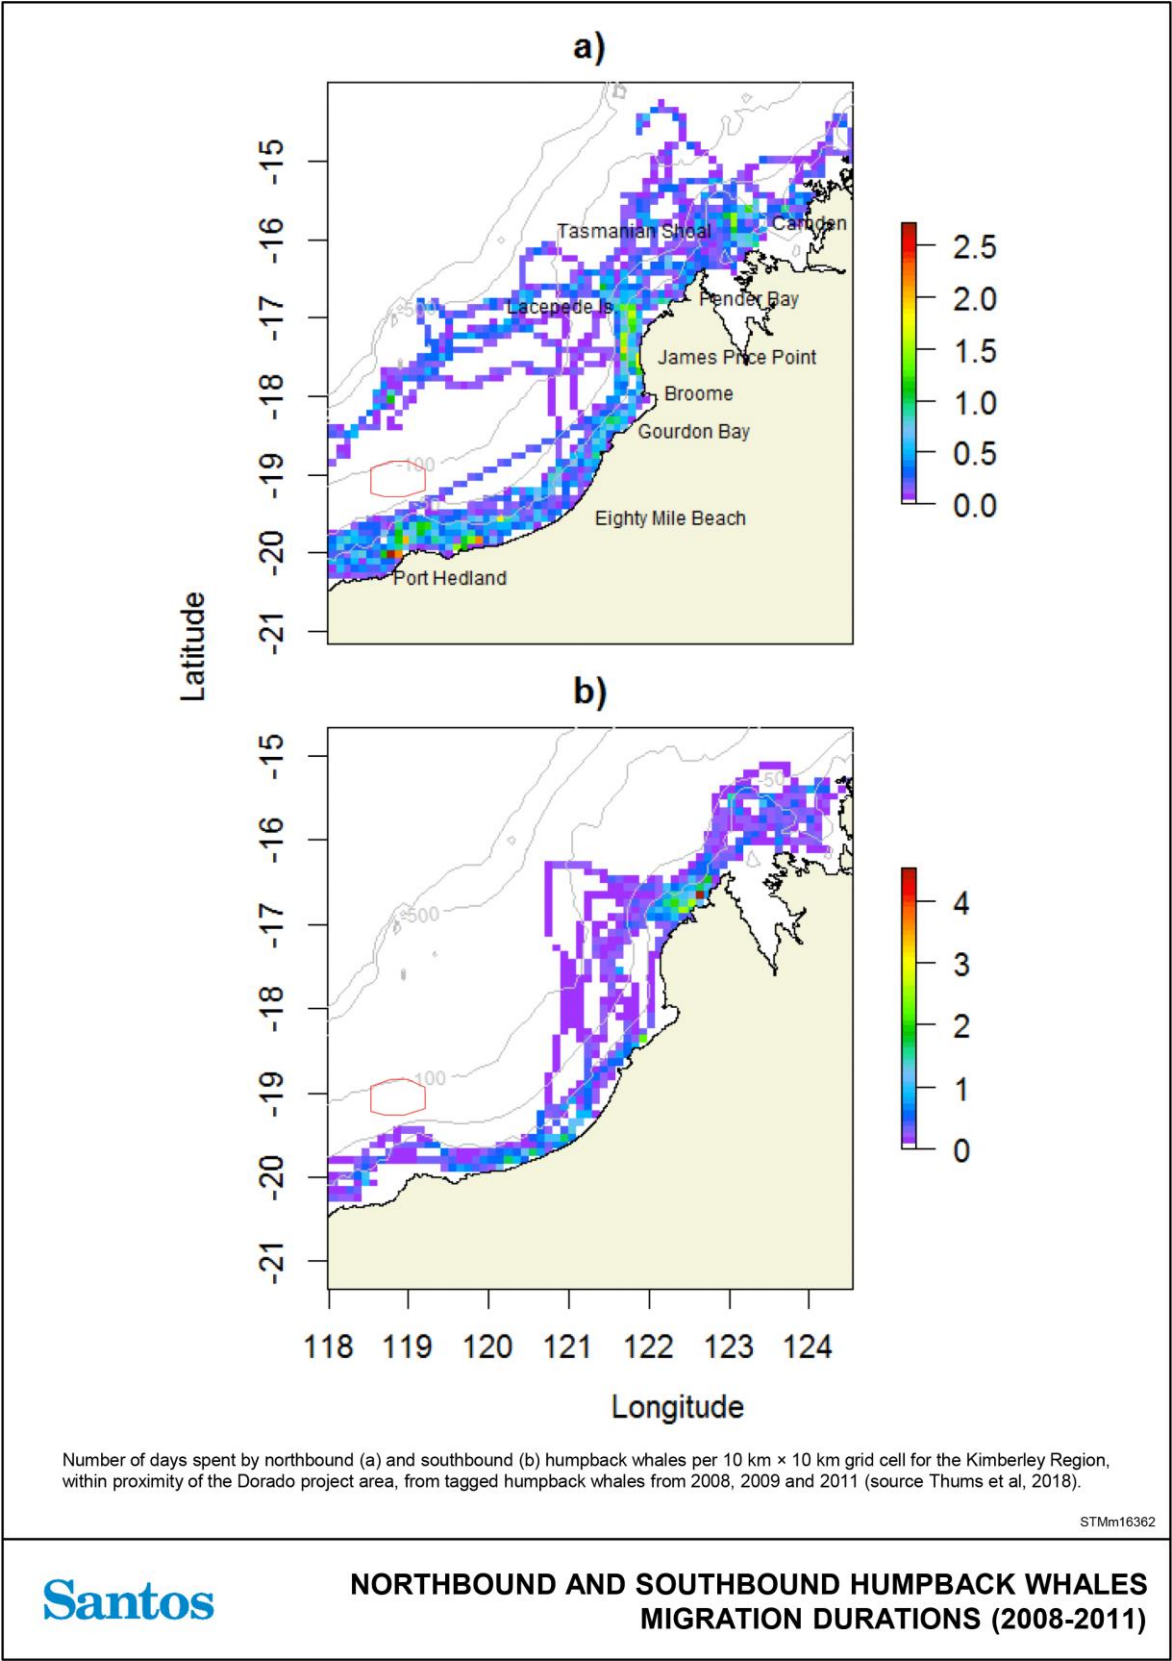 a)
-15
-16
-17
-18
-19
-20
-21
Tasmanian Shoal
Camden
-500
Lacepede Is
Pender Bay
James Price Point
Broome
Gourdon Bay
-100
Eighty Mile Beach
Port Hedland
2.5
2.0
1.5
1.0
0.5
0.0
Latitude
b)
-15
-16
-17
-18
-19
-20
-21
-50
-500
100
4
3
2
1
0
118 119 120 121 122 123 124
Longitude
Number of days spent by northbound (a) and southbound (b) humpback whales per 10 km × 10 km grid cell for the Kimberley Region,
within proximity of the Dorado project area, from tagged humpback whales from 2008, 2009 and 2011 (source Thums et al, 2018).
STMm16362
Santos
NORTHBOUND AND SOUTHBOUND HUMPBACK WHALES
MIGRATION DURATIONS (2008-2011)